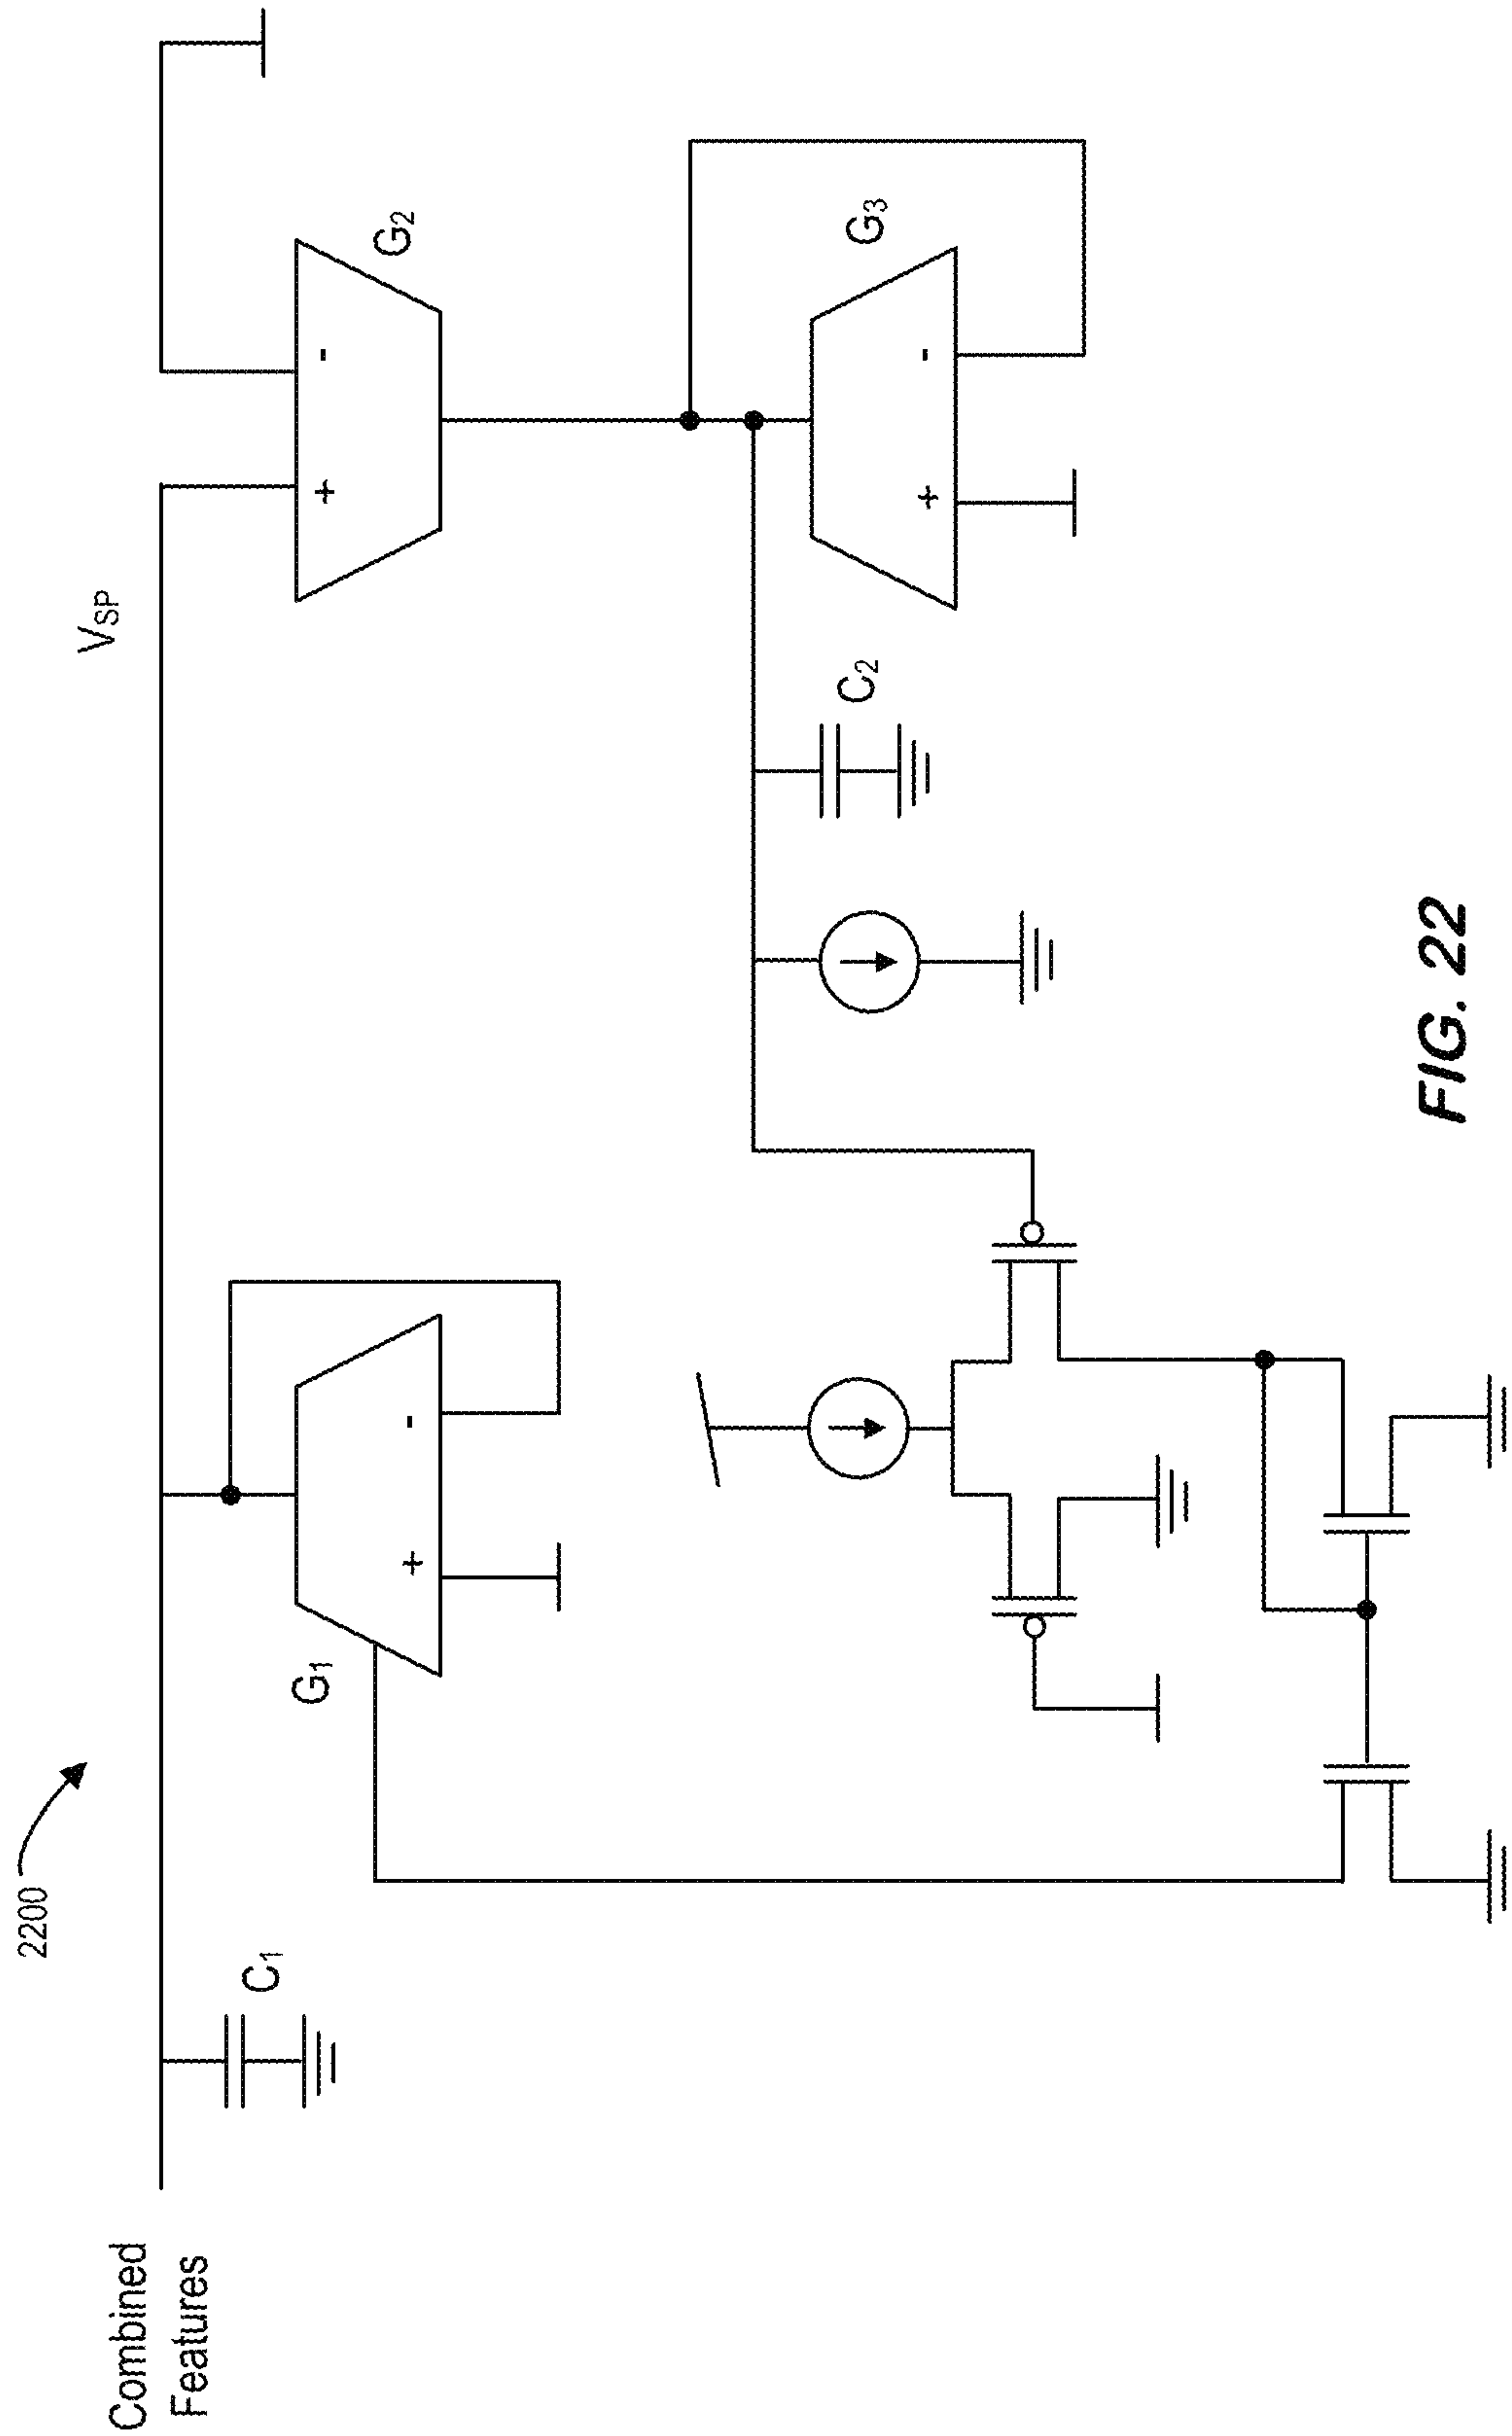 2200
Combined
Features
C1
G1
+
-
VSP
+
-
G2
C2
+
-
G3
FIG. 22